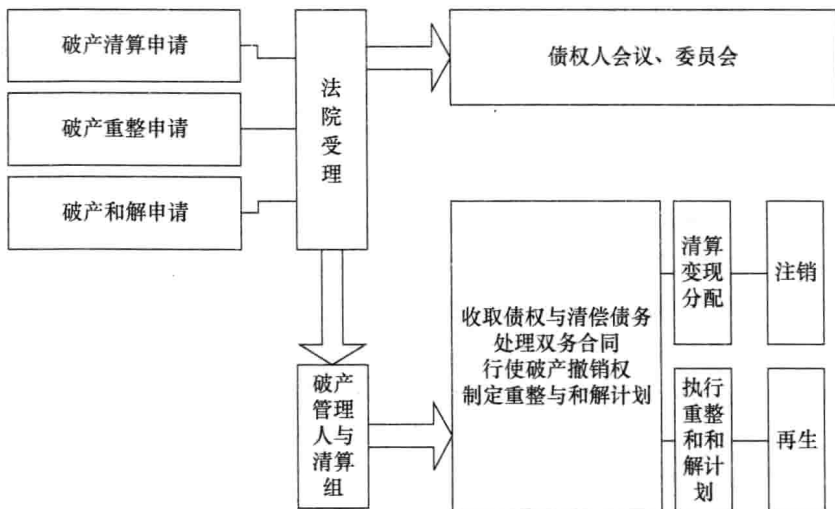 破产清算申请
破产重整申请
破产和解申请
法
院
受
理
债权人会议、委员会
破产
管理
人与
清算
组
收取债权与清偿债务
处理双务合同
行使破产撤销权
制定重整与和解计划
清算
变现
分配
注销
执行
重整
和和
解计
划
再生